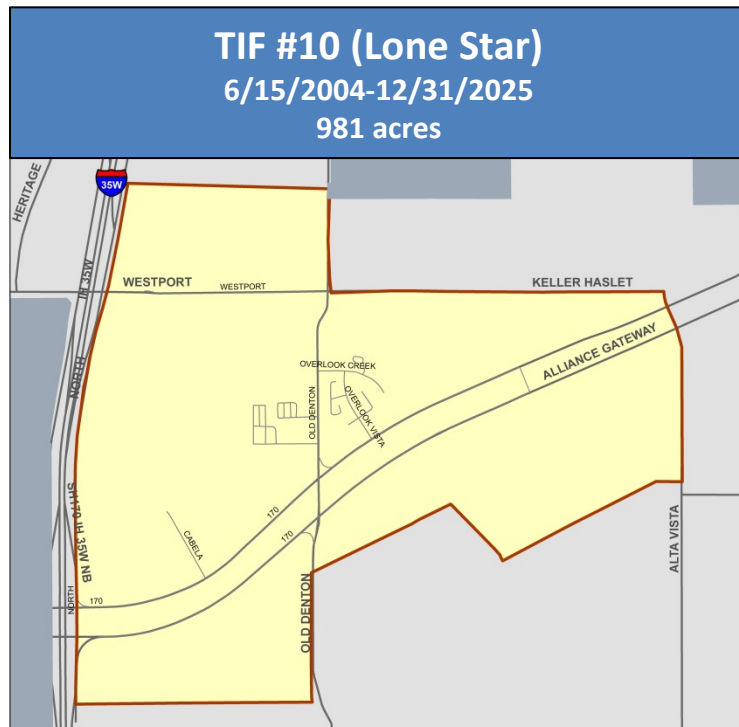 TIF #10 (Lone Star)
6/15/2004-12/31/2025
981 acres
HERITAGE
35W
IH 35W
WESTPORT
WESTPORT
KELLER HASLET
NORTH
ALLIANCE GATEWAY
OVERLOOK CREEK
OLD DENTON
OVERLOOK VISTA
SH170 IH 35W NB
170
170
CABELA
ALTA VISTA
NORTH
170
OLD DENTON